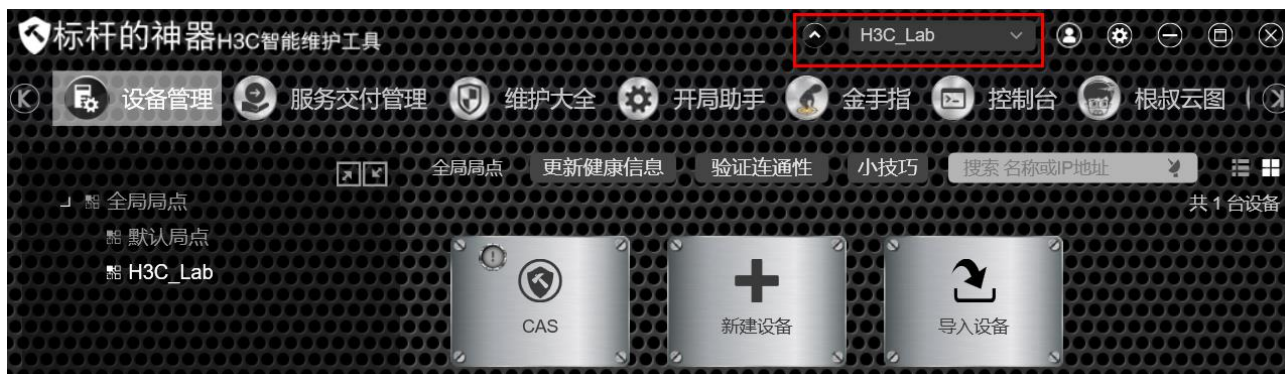 标杆的神器H3C智能维护工具
H3C_Lab
设备管理 服务交付管理 维护大全 开局助手 金手指 控制台 根叔云图
全局局点 更新健康信息 验证连通性 小技巧 搜索 名称或IP地址
共 1 台设备
全局局点
默认局点
H3C_Lab
CAS 新建设备 导入设备